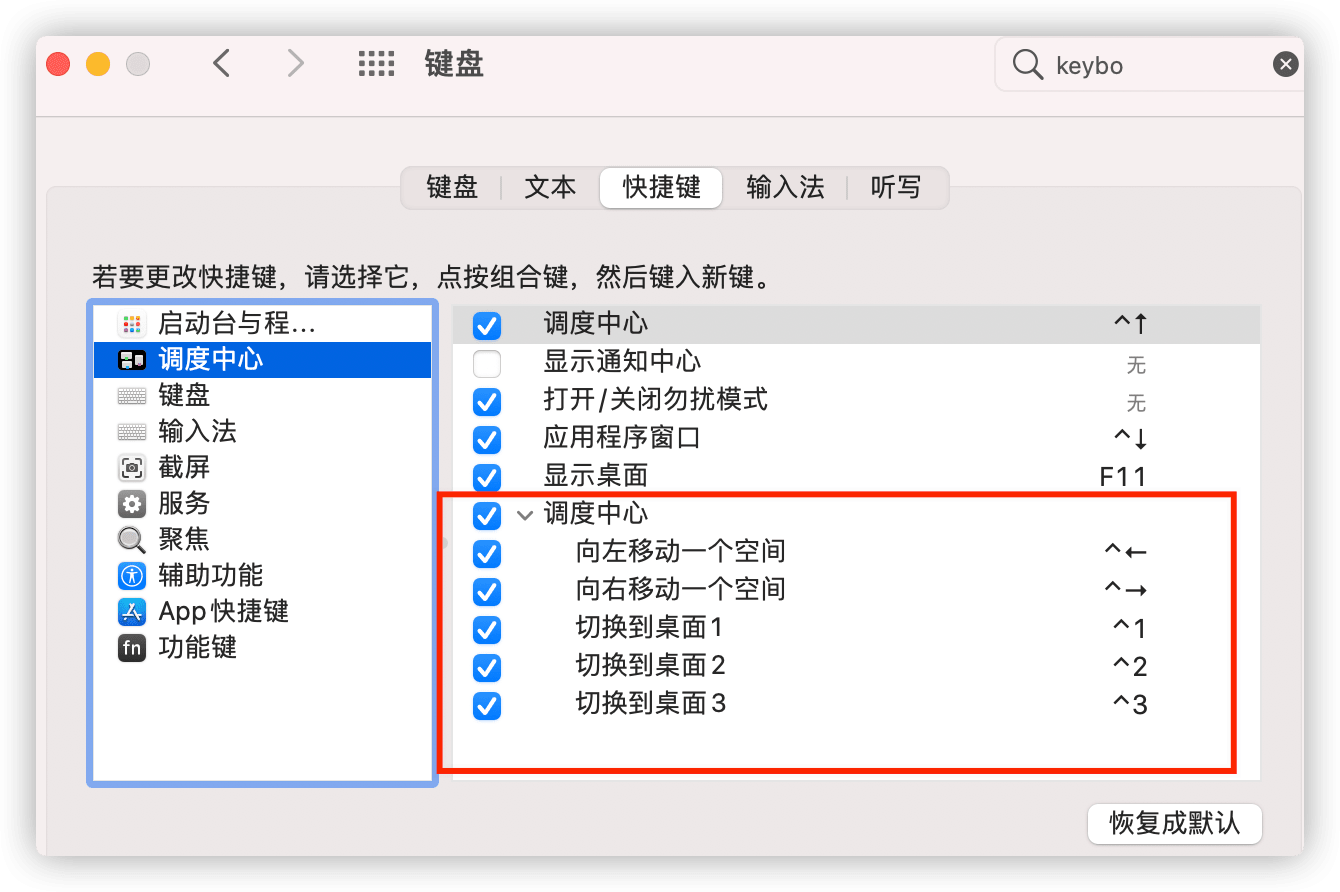 键盘
keybo
键盘
文本
快捷键
输入法
听写
若要更改快捷键，请选择它，点按组合键，然后键入新键。
启动台与程...
调度中心
键盘
输入法
截屏
服务
聚焦
辅助功能
App 快捷键
fn 功能键
调度中心 ^↑
显示通知中心 无
打开/关闭勿扰模式 无
应用程序窗口 ^↓
显示桌面 F11
调度中心
向左移动一个空间 ^←
向右移动一个空间 ^→
切换到桌面1 ^1
切换到桌面2 ^2
切换到桌面3 ^3
恢复成默认